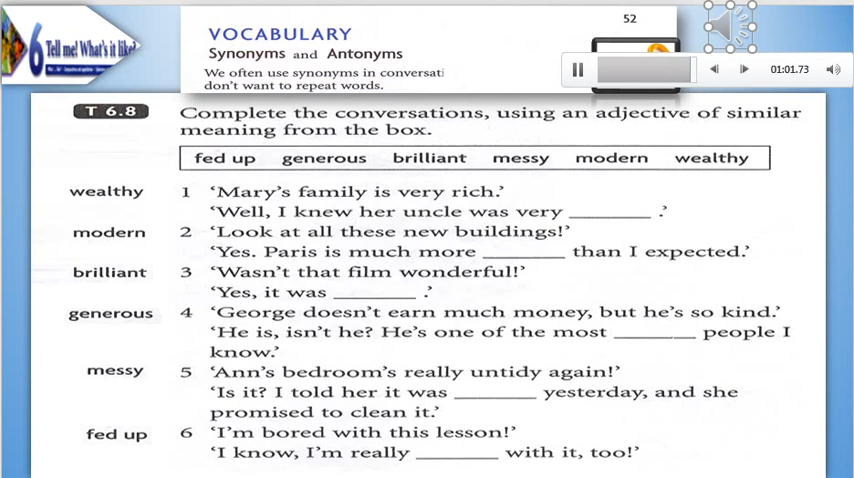 6 Tell me! What's it like?
VOCABULARY
Synonyms and Antonyms
We often use synonyms in conversati
don't want to repeat words.
52
01:01.73
T 6.8
Complete the conversations, using an adjective of similar
meaning from the box.
fed up generous brilliant messy modern wealthy
wealthy 1 ‘Mary’s family is very rich.’
‘Well, I knew her uncle was very ________ .’
modern 2 ‘Look at all these new buildings!’
‘Yes. Paris is much more ________ than I expected.’
brilliant 3 ‘Wasn’t that film wonderful!’
‘Yes, it was ________ .’
generous 4 ‘George doesn’t earn much money, but he’s so kind.’
‘He is, isn’t he? He’s one of the most ________ people I
know.’
messy 5 ‘Ann’s bedroom’s really untidy again!’
‘Is it? I told her it was ________ yesterday, and she
promised to clean it.’
fed up 6 ‘I’m bored with this lesson!’
‘I know, I’m really ________ with it, too!’